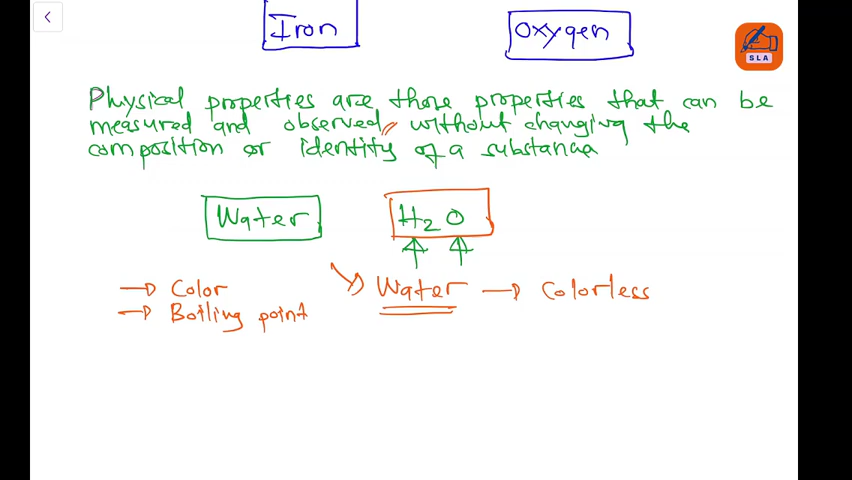 Iron Oxygen
SLA
Physical properties are those properties that can be
measured and observed, without changing the
composition or identity of a substance
Water H2O
→ Color Water → Colorless
→ Boiling point